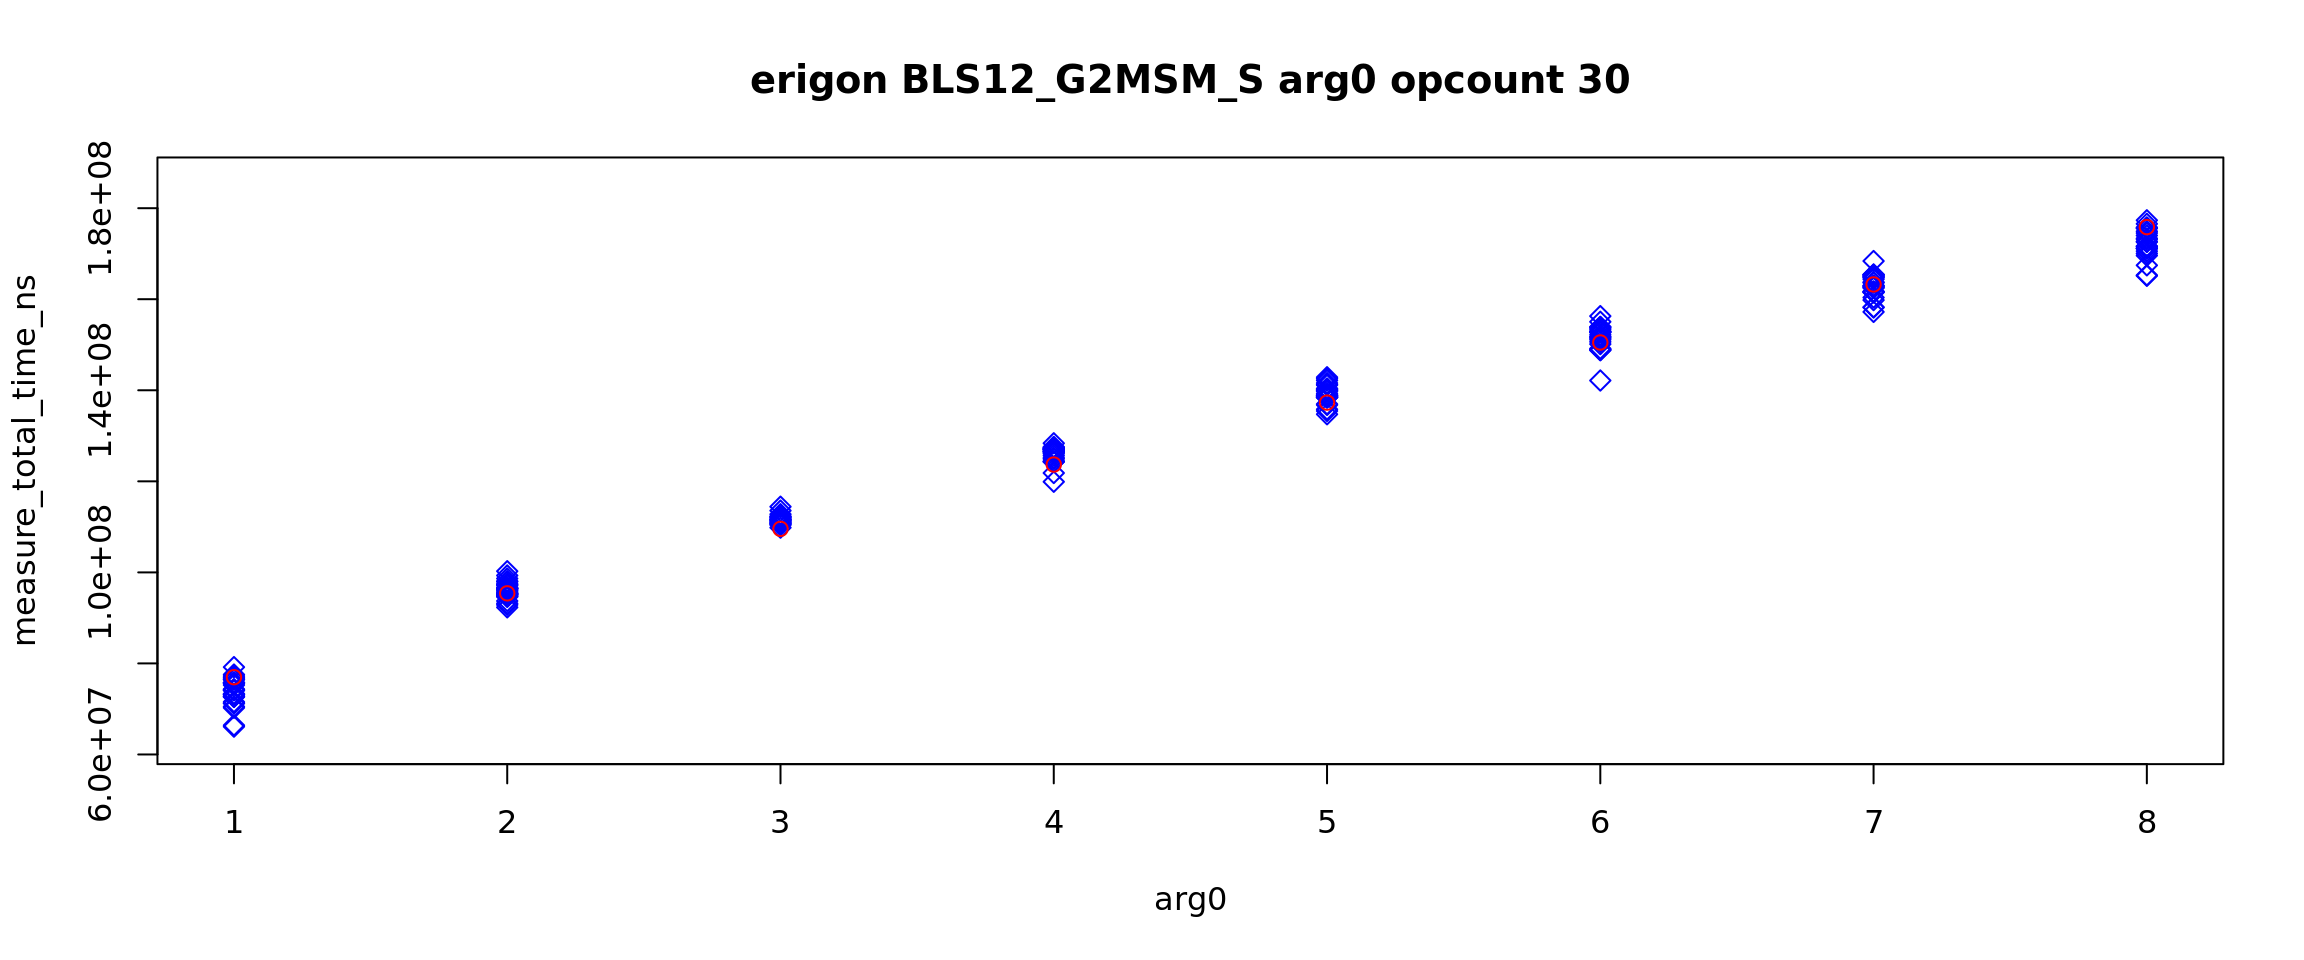 erigon BLS12_G2MSM_S arg0 opcount 30
measure_total_time_ns
1.8e+08
1.4e+08
1.0e+08
6.0e+07
1 2 3 4 5 6 7 8
arg0